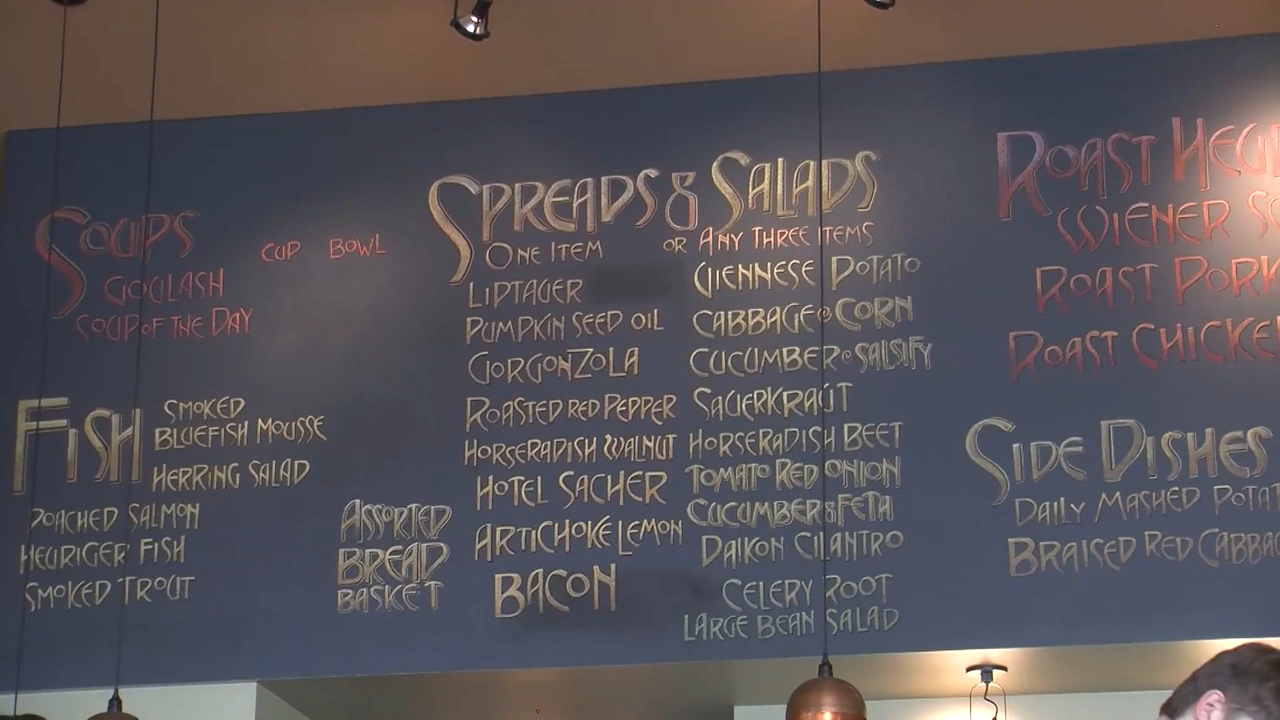 SOUPS
CUP BOWL
GOULASH
SOUP OF THE DAY
FISH
SMOKED
BLUEFISH MOUSSE
HERRING SALAD
POACHED SALMON
HEURIGER FISH
SMOKED TROUT
ASSORTED
BREAD
BASKET
SPREADS & SALADS
ONE ITEM OR ANY THREE ITEMS
LIPTAUER
PUMPKIN SEED OIL
GORGONZOLA
ROASTED RED PEPPER
HORSERADISH WALNUT
HOTEL SACHER
ARTICHOKE LEMON
BACON
VIENNESE POTATO
CABBAGE & CORN
CUCUMBER & SALSIFY
SAUERKRAUT
HORSERADISH BEET
TOMATO RED ONION
CUCUMBER & FETA
DAIKON CILANTRO
CELERY ROOT
LARGE BEAN SALAD
ROAST
WIENER
ROAST PORK
ROAST CHICKEN
SIDE DISHES
DAILY MASHED
BRAISED RED